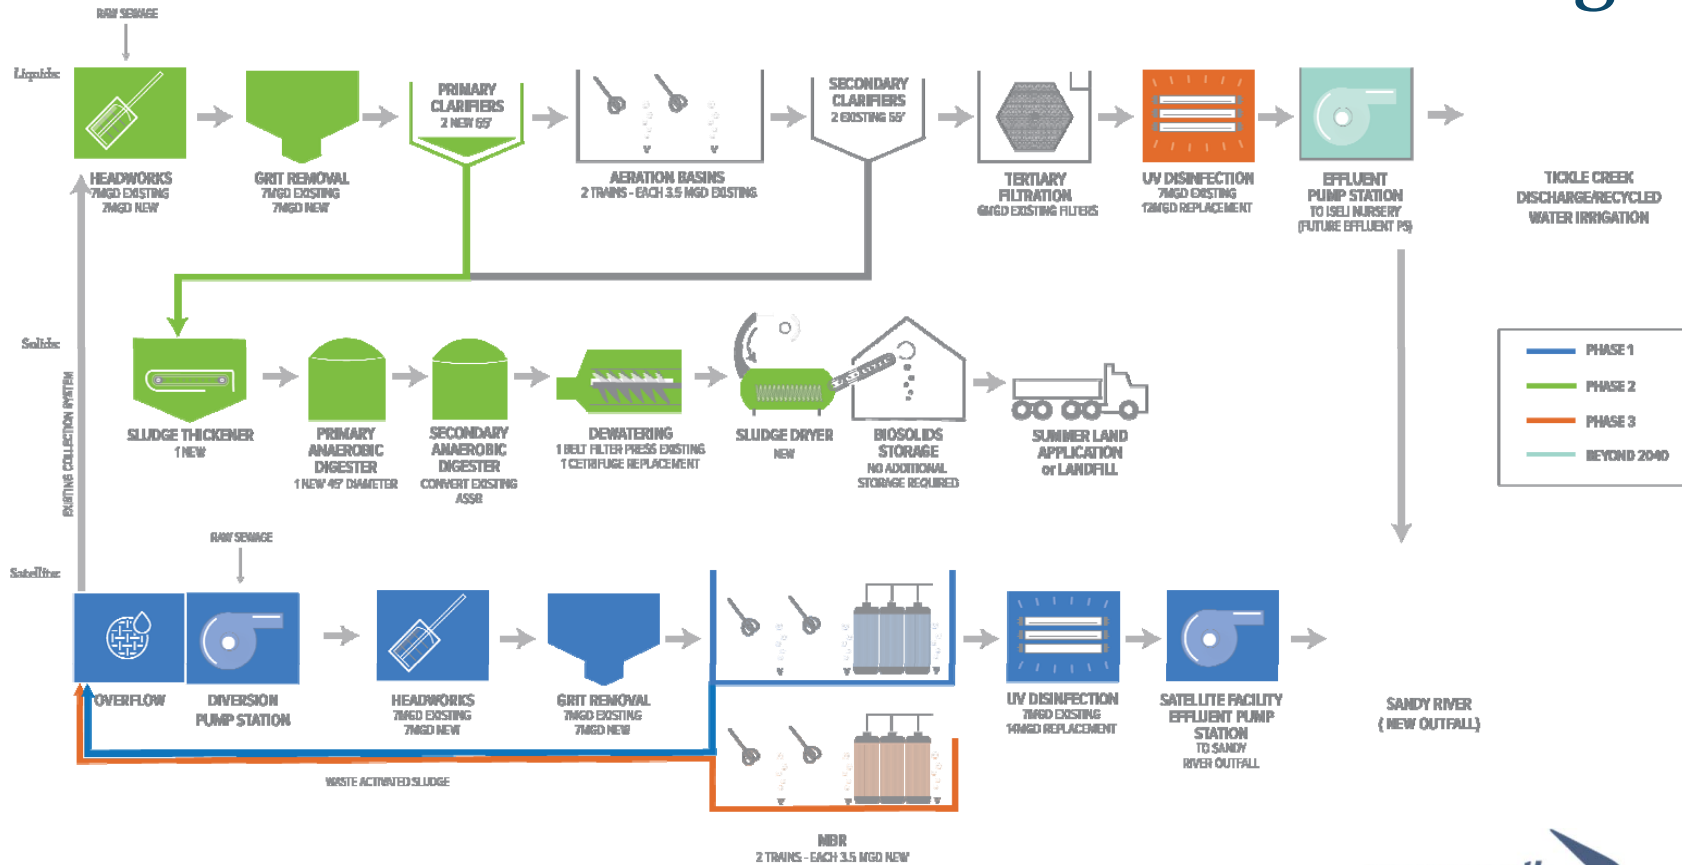 g
RAW SEWAGE
Liquids:
PRIMARY
CLARIFIERS
2 NEW 65'
SECONDARY
CLARIFIERS
2 EXISTING 55'
HEADWORKS
7MGD EXISTING
7MGD NEW
GRIT REMOVAL
7MGD EXISTING
7MGD NEW
AERATION BASINS
2 TRAINS - EACH 3.5 MGD EXISTING
TERTIARY
FILTRATION
6MGD EXISTING FILTERS
UV DISINFECTION
7MGD EXISTING
12MGD REPLACEMENT
EFFLUENT
PUMP STATION
TO ISELI NURSERY
(FUTURE EFFLUENT PS)
TICKLE CREEK
DISCHARGE/RECYCLED
WATER IRRIGATION
Solids:
EXISTING COLLECTION SYSTEM
SLUDGE THICKENER
1 NEW
PRIMARY
ANAEROBIC
DIGESTER
1 NEW 45' DIAMETER
SECONDARY
ANAEROBIC
DIGESTER
CONVERT EXISTING
ASSB
DEWATERING
1 BELT FILTER PRESS EXISTING
1 CETRIFUGE REPLACEMENT
SLUDGE DRYER
NEW
BIOSOLIDS
STORAGE
NO ADDITIONAL
STORAGE REQUIRED
SUMMER LAND
APPLICATION
or LANDFILL
PHASE 1
PHASE 2
PHASE 3
BEYOND 2040
RAW SEWAGE
Satellite:
OVERFLOW
DIVERSION
PUMP STATION
HEADWORKS
7MGD EXISTING
7MGD NEW
GRIT REMOVAL
7MGD EXISTING
7MGD NEW
UV DISINFECTION
7MGD EXISTING
14MGD REPLACEMENT
SATELLITE FACILITY
EFFLUENT PUMP
STATION
TO SANDY
RIVER OUTFALL
SANDY RIVER
( NEW OUTFALL)
WASTE ACTIVATED SLUDGE
MBR
2 TRAINS - EACH 3.5 MGD NEW